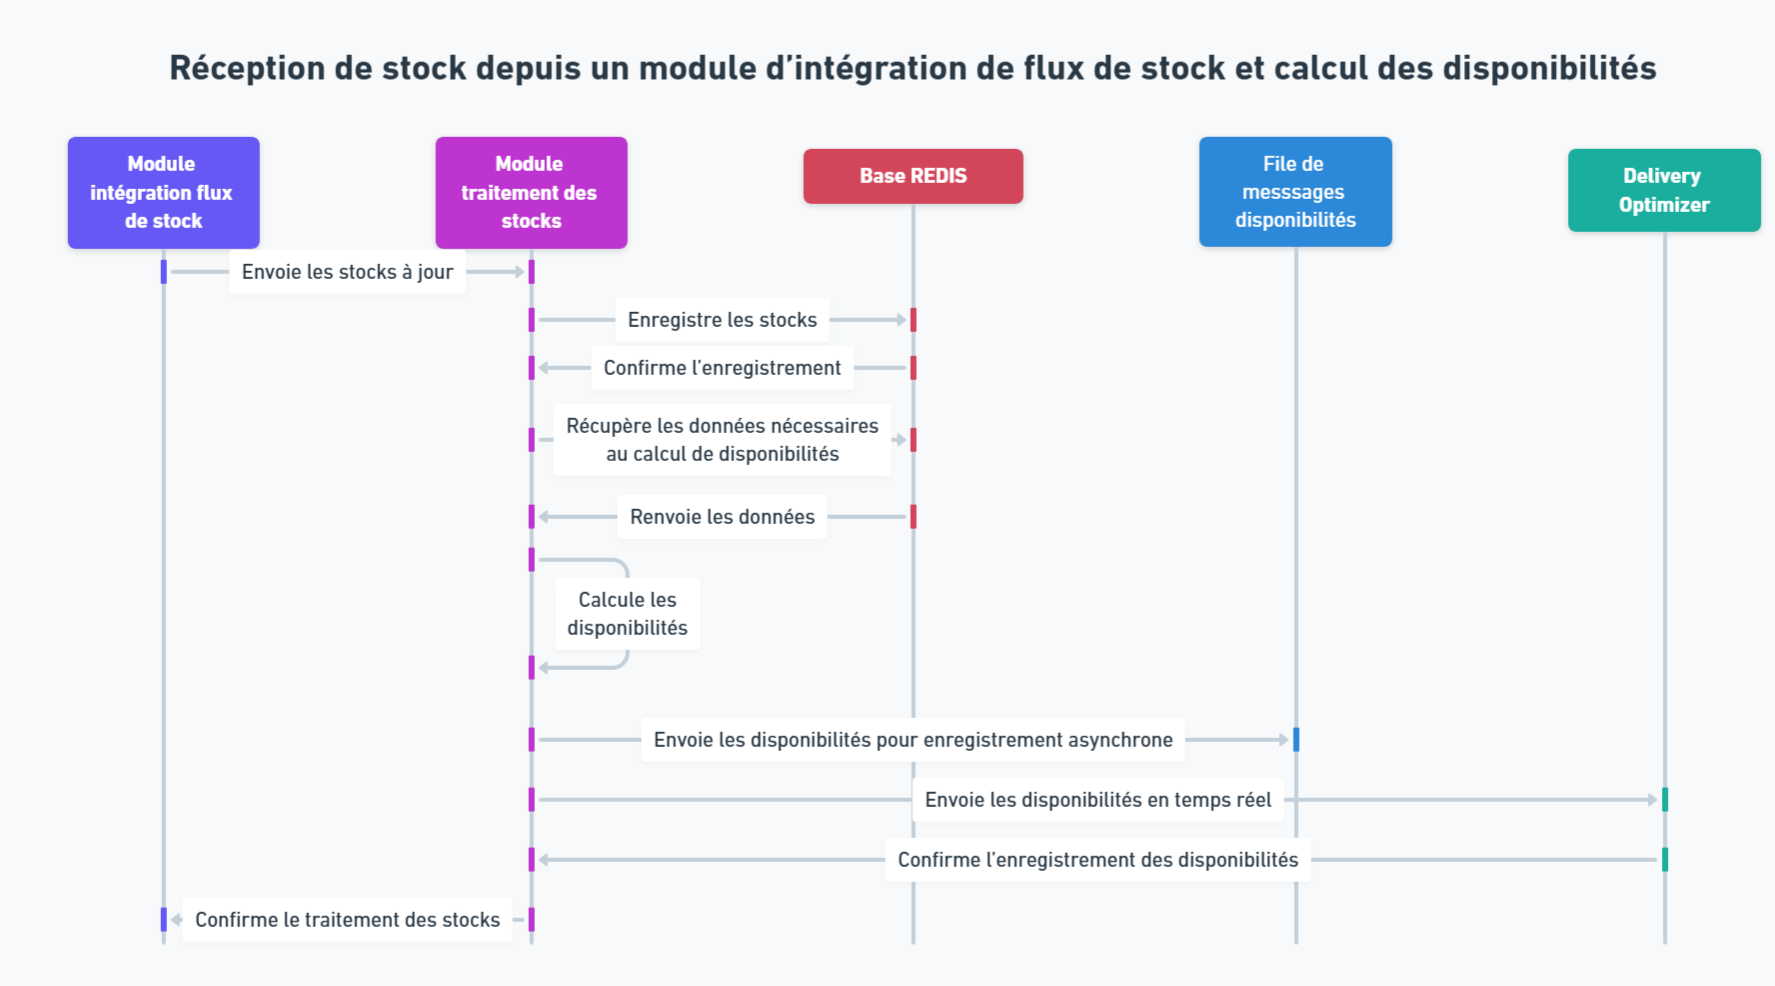 Réception de stock depuis un module d’intégration de flux de stock et calcul des disponibilités
Module
intégration flux
de stock
Module
traitement des
stocks
Base REDIS
File de
messsages
disponibilités
Delivery
Optimizer
Envoie les stocks à jour
Enregistre les stocks
Confirme l’enregistrement
Récupère les données nécessaires
au calcul de disponibilités
Renvoie les données
Calcule les
disponibilités
Envoie les disponibilités pour enregistrement asynchrone
Envoie les disponibilités en temps réel
Confirme l’enregistrement des disponibilités
Confirme le traitement des stocks